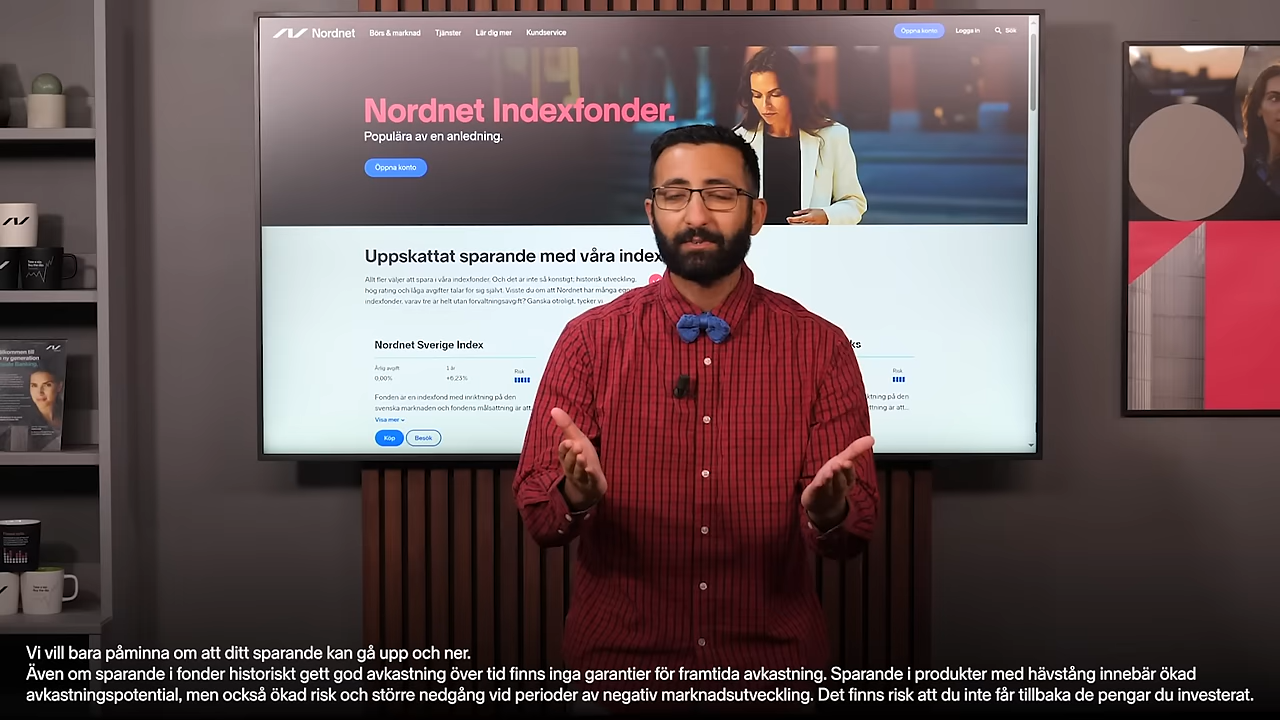 Nordnet
Börs & marknad
Tjänster
Lär dig mer
Kundservice
Öppna konto
Logga in
Sök
Nordnet Indexfonder.
Populära av en anledning.
Öppna konto
Uppskattat sparande med våra index
Allt fler väljer att spara i våra indexfonder. Och det är inte så konstigt; historisk utveckling,
hög rating och låga avgifter talar för sig självt. Visste du om att Nordnet har många egna
indexfonder, varav tre är helt utan förvaltningsavgift? Ganska otroligt, tycker vi
Nordnet Sverige Index
ks
Årlig avgift
1 år
Risk
Risk
0,00%
+6,23%
Fonden är en indexfond med inriktning på den
svenska marknaden och fondens målsättning är att
Visa mer
riktning på den
ttning är att...
Köp
Besök
Vi vill bara påminna om att ditt sparande kan gå upp och ner.
Även om sparande i fonder historiskt gett god avkastning över tid finns inga garantier för framtida avkastning. Sparande i produkter med hävstång innebär ökad
avkastningspotential, men också ökad risk och större nedgång vid perioder av negativ marknadsutveckling. Det finns risk att du inte får tillbaka de pengar du investerat.